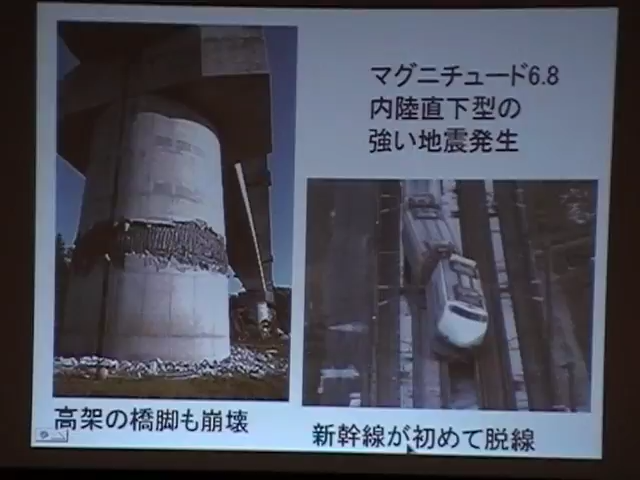 マグニチュード6.8
内陸直下型の
強い地震発生
高架の橋脚も崩壊
新幹線が初めて脱線